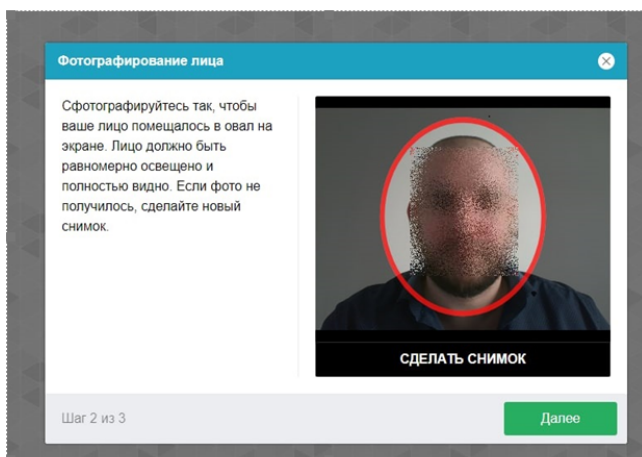 Фотографирование лица
Сфотографируйтесь так, чтобы
ваше лицо помещалось в овал на
экране. Лицо должно быть
равномерно освещено и
полностью видно. Если фото не
получилось, сделайте новый
снимок.
СДЕЛАТЬ СНИМОК
Шаг 2 из 3
Далее